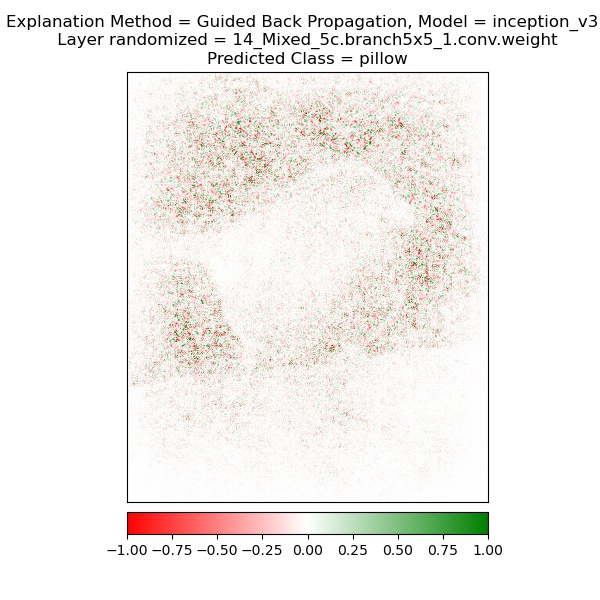 Explanation Method = Guided Back Propagation, Model = inception_v3
Layer randomized = 14_Mixed_5c.branch5x5_1.conv.weight
Predicted Class = pillow
−1.00 −0.75 −0.50 −0.25 0.00 0.25 0.50 0.75 1.00